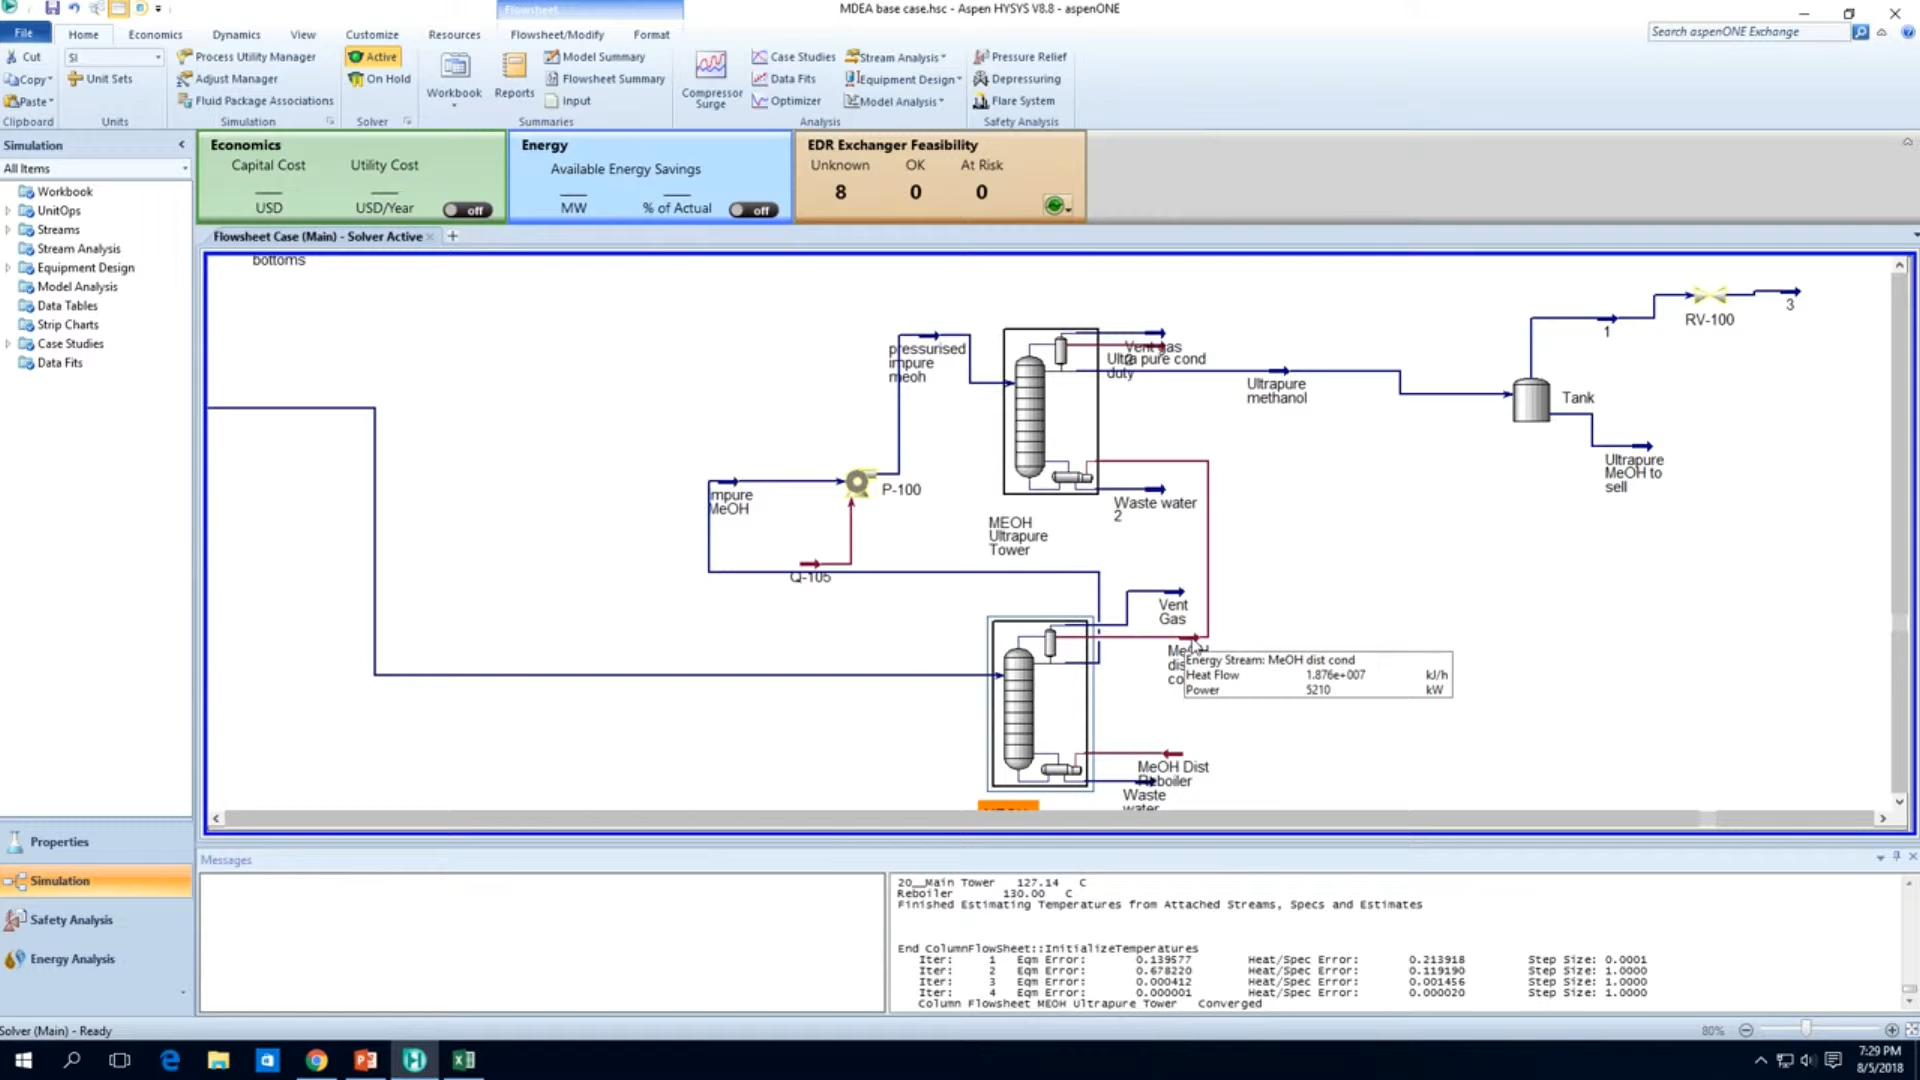 Flowsheet
MDEA base case.hsc - Aspen HYSYS V8.8 - aspenONE
File
Home
Economics
Dynamics
View
Customize
Resources
Flowsheet/Modify
Format
Search aspenONE Exchange
Cut
Copy
Paste
Clipboard
SI
Unit Sets
Units
Process Utility Manager
Adjust Manager
Fluid Package Associations
Simulation
Active
On Hold
Solver
Workbook
Reports
Model Summary
Flowsheet Summary
Input
Summaries
Compressor
Surge
Case Studies
Data Fits
Optimizer
Stream Analysis
Equipment Design
Model Analysis
Analysis
Pressure Relief
Depressuring
Flare System
Safety Analysis
Simulation
All Items
Workbook
UnitOps
Streams
Stream Analysis
Equipment Design
Model Analysis
Data Tables
Strip Charts
Case Studies
Data Fits
Properties
Simulation
Safety Analysis
Energy Analysis
Economics
Capital Cost
Utility Cost
USD
USD/Year
off
Energy
Available Energy Savings
MW
% of Actual
off
EDR Exchanger Feasibility
Unknown
OK
At Risk
8
0
0
Flowsheet Case (Main) - Solver Active
bottoms
pressurised
impure
meoh
Vent gas
2
Ultra pure cond
duty
Ultrapure
methanol
1
RV-100
3
Tank
Ultrapure
MeOH to
sell
mpure
MeOH
P-100
Q-105
MEOH
Ultrapure
Tower
Waste water
2
Vent
Gas
Energy Stream: MeOH dist cond
Heat Flow 1.876e+007 kJ/h
Power 5210 kW
MeOH Dist
Reboiler
Waste
water
Messages
20__Main Tower 127.14 C
Reboiler 130.00 C
Finished Estimating Temperatures from Attached Streams, Specs and Estimates
End ColumnFlowSheet::InitializeTemperatures
Iter: 1 Eqm Error: 0.139577 Heat/Spec Error: 0.213918 Step Size: 0.0001
Iter: 2 Eqm Error: 0.678220 Heat/Spec Error: 0.119190 Step Size: 1.0000
Iter: 3 Eqm Error: 0.000412 Heat/Spec Error: 0.001456 Step Size: 1.0000
Iter: 4 Eqm Error: 0.000001 Heat/Spec Error: 0.000020 Step Size: 1.0000
Column Flowsheet MEOH Ultrapure Tower Converged
Solver (Main) - Ready
80%
7:29 PM
8/5/2018